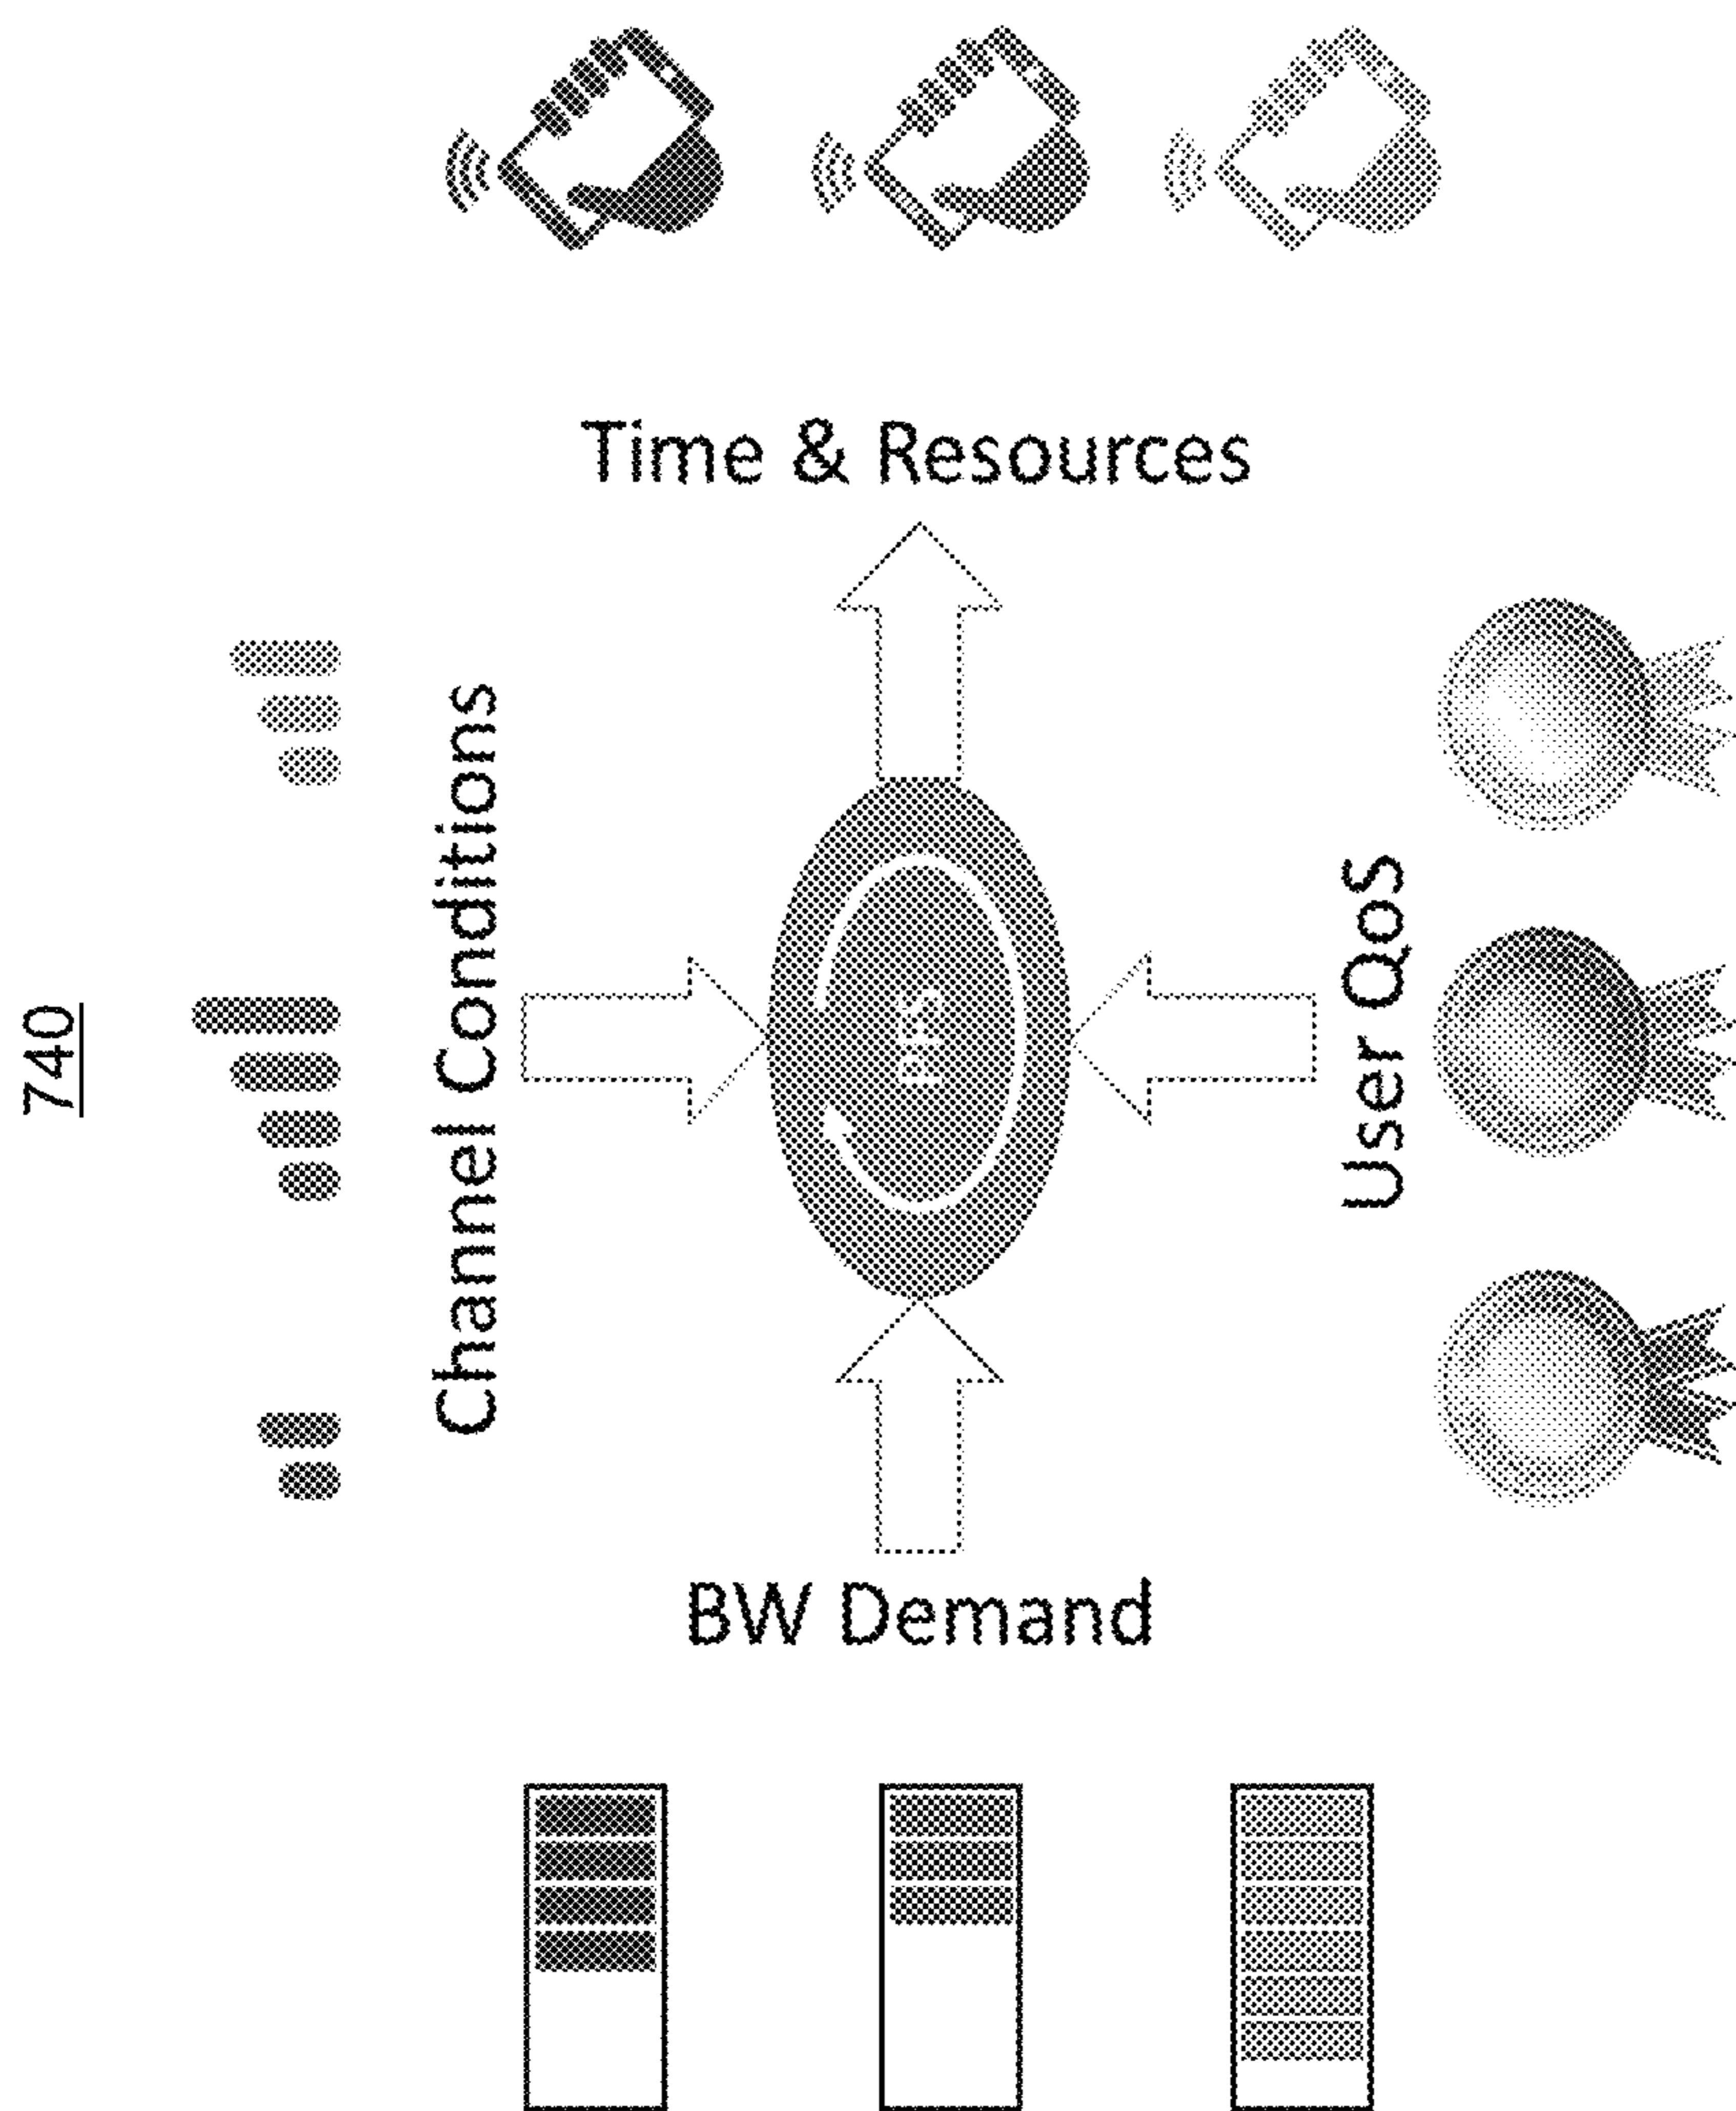 740
Time & Resources
Channel Conditions
User QoS
BW Demand